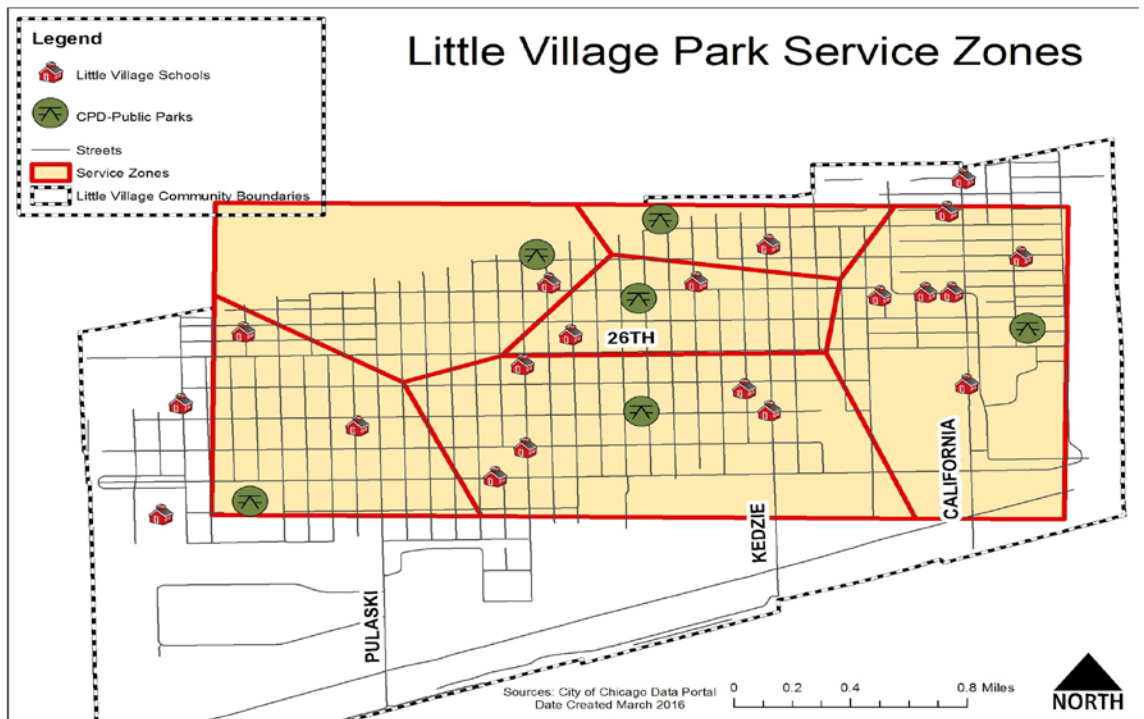 Little Village Park Service Zones
Legend
Little Village Schools
CPD-Public Parks
Streets
Service Zones
Little Village Community Boundaries
26TH
PULASKI
KEDZIE
CALIFORNIA
Sources: City of Chicago Data Portal
Date Created March 2016
0 0.2 0.4 0.8 Miles
NORTH